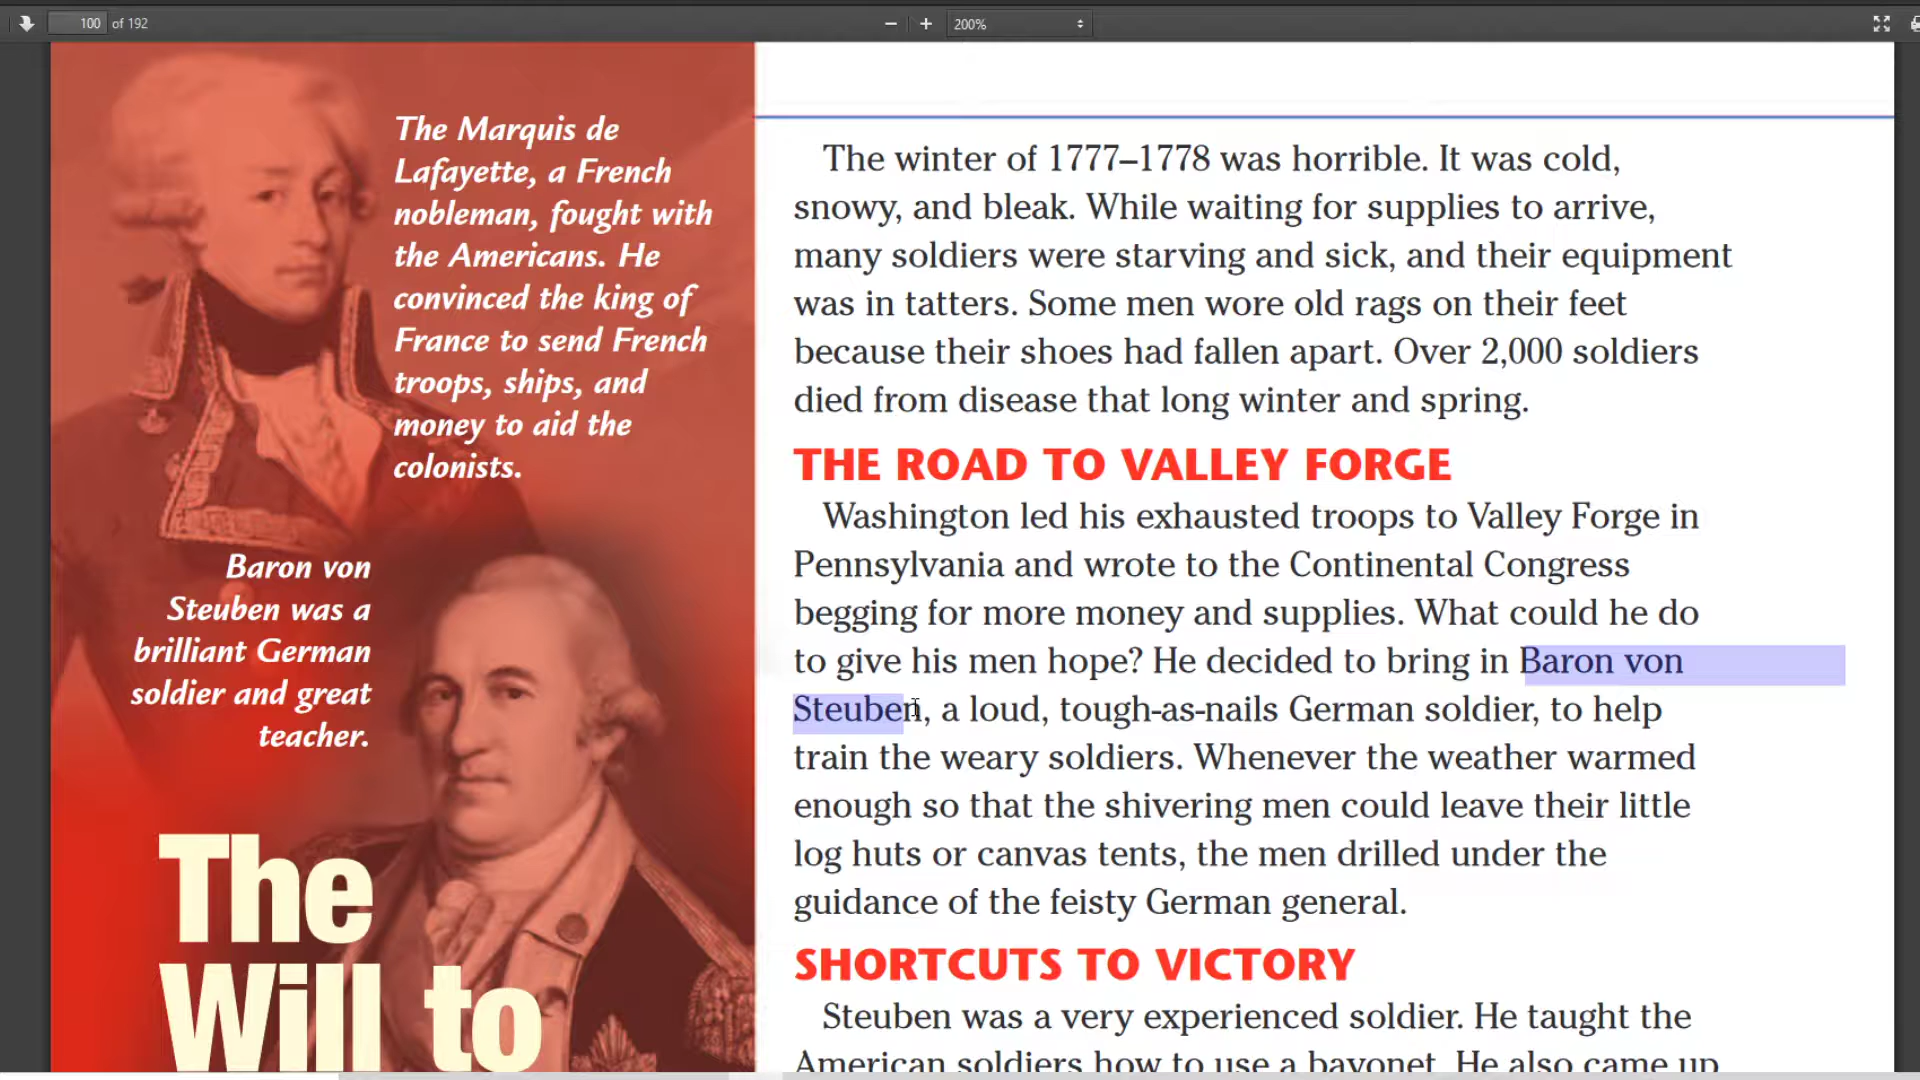 100 of 192
200%
The Marquis de
Lafayette, a French
nobleman, fought with
the Americans. He
convinced the king of
France to send French
troops, ships, and
money to aid the
colonists.
Baron von
Steuben was a
brilliant German
soldier and great
teacher.
The
Will to
The winter of 1777–1778 was horrible. It was cold,
snowy, and bleak. While waiting for supplies to arrive,
many soldiers were starving and sick, and their equipment
was in tatters. Some men wore old rags on their feet
because their shoes had fallen apart. Over 2,000 soldiers
died from disease that long winter and spring.
THE ROAD TO VALLEY FORGE
Washington led his exhausted troops to Valley Forge in
Pennsylvania and wrote to the Continental Congress
begging for more money and supplies. What could he do
to give his men hope? He decided to bring in Baron von
Steuben, a loud, tough-as-nails German soldier, to help
train the weary soldiers. Whenever the weather warmed
enough so that the shivering men could leave their little
log huts or canvas tents, the men drilled under the
guidance of the feisty German general.
SHORTCUTS TO VICTORY
Steuben was a very experienced soldier. He taught the
American soldiers how to use a bayonet. He also came up